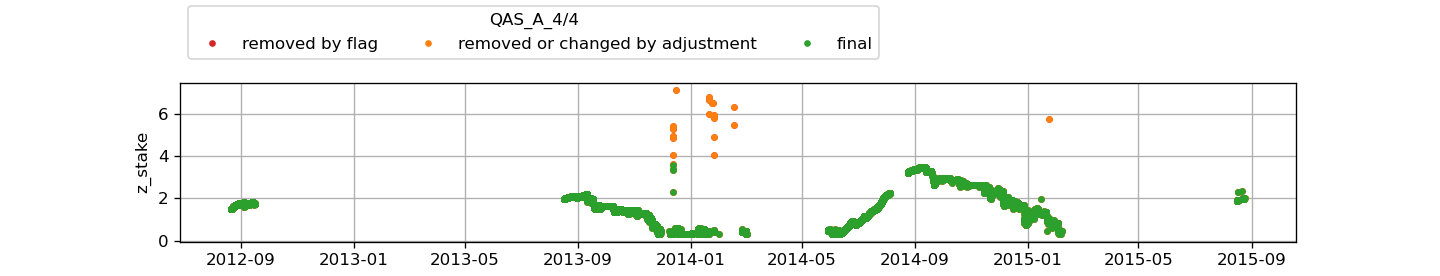 QAS_A_4/4
removed by flag
removed or changed by adjustment
final
z_stake
6
4
2
0
2012-09
2013-01
2013-05
2013-09
2014-01
2014-05
2014-09
2015-01
2015-05
2015-09